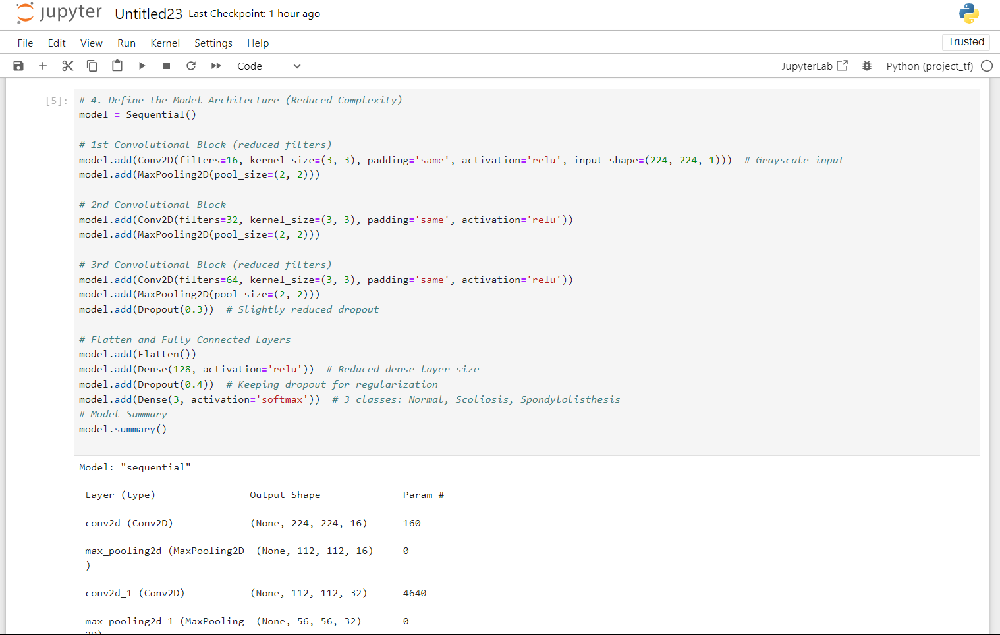 jupyter Untitled23 Last Checkpoint: 1 hour ago
File Edit View Run Kernel Settings Help Trusted
Code JupyterLab Python (project_tf)
[5]: # 4. Define the Model Architecture (Reduced Complexity)
model = Sequential()
# 1st Convolutional Block (reduced filters)
model.add(Conv2D(filters=16, kernel_size=(3, 3), padding='same', activation='relu', input_shape=(224, 224, 1)))  # Grayscale input
model.add(MaxPooling2D(pool_size=(2, 2)))
# 2nd Convolutional Block
model.add(Conv2D(filters=32, kernel_size=(3, 3), padding='same', activation='relu'))
model.add(MaxPooling2D(pool_size=(2, 2)))
# 3rd Convolutional Block (reduced filters)
model.add(Conv2D(filters=64, kernel_size=(3, 3), padding='same', activation='relu'))
model.add(MaxPooling2D(pool_size=(2, 2)))
model.add(Dropout(0.3))  # Slightly reduced dropout
# Flatten and Fully Connected Layers
model.add(Flatten())
model.add(Dense(128, activation='relu'))  # Reduced dense layer size
model.add(Dropout(0.4))  # Keeping dropout for regularization
model.add(Dense(3, activation='softmax'))  # 3 classes: Normal, Scoliosis, Spondylolisthesis
# Model Summary
model.summary()
Model: "sequential"
_________________________________________________________________
Layer (type) Output Shape Param #
=================================================================
conv2d (Conv2D) (None, 224, 224, 16) 160
max_pooling2d (MaxPooling2D (None, 112, 112, 16) 0
)
conv2d_1 (Conv2D) (None, 112, 112, 32) 4640
max_pooling2d_1 (MaxPooling (None, 56, 56, 32) 0
2D)